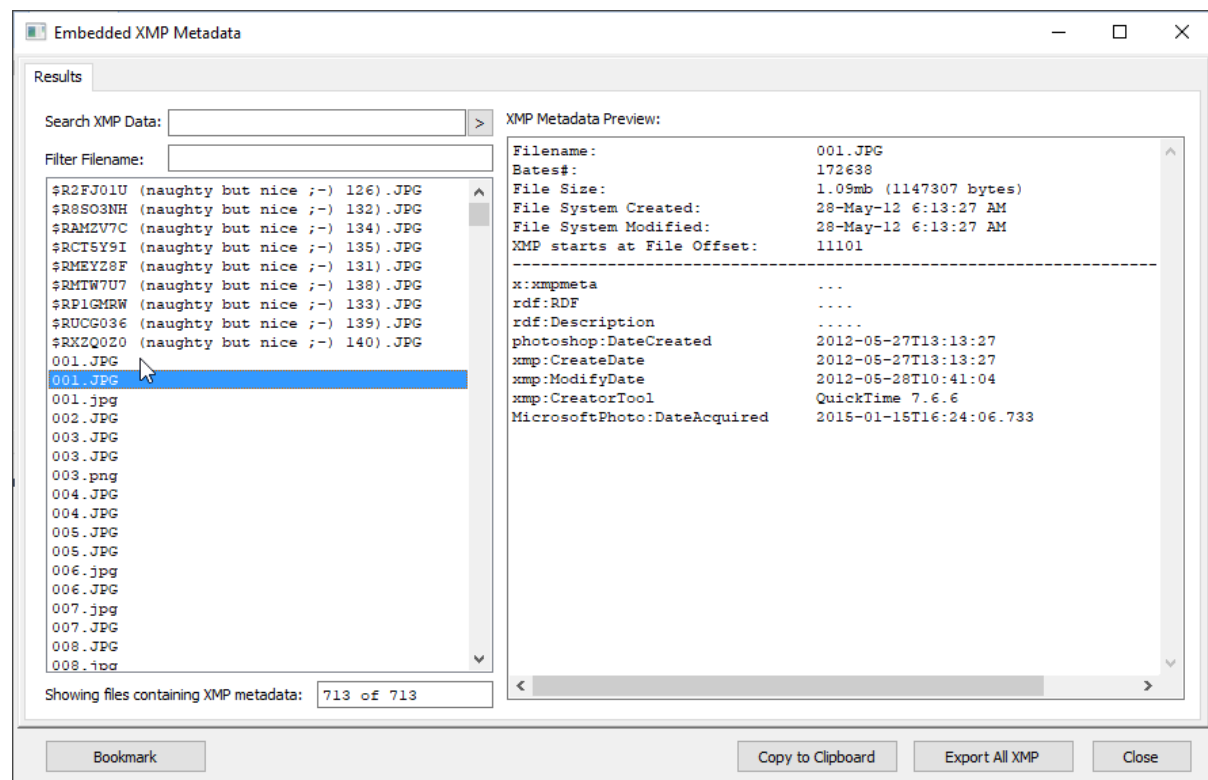 Embedded XMP Metadata
Results
Search XMP Data: >
Filter Filename:
$R2FJ01U (naughty but nice ;-) 126).JPG
$R8SO3NH (naughty but nice ;-) 132).JPG
$RAMZV7C (naughty but nice ;-) 134).JPG
$RCT5Y9I (naughty but nice ;-) 135).JPG
$RMEYZ8F (naughty but nice ;-) 131).JPG
$RMTW7U7 (naughty but nice ;-) 138).JPG
$RP1GMRW (naughty but nice ;-) 133).JPG
$RUCG036 (naughty but nice ;-) 139).JPG
$RXZQ0Z0 (naughty but nice ;-) 140).JPG
001.JPG
001.JPG
001.jpg
002.JPG
003.JPG
003.JPG
003.png
004.JPG
004.JPG
005.JPG
005.JPG
006.jpg
006.JPG
007.jpg
007.JPG
008.JPG
008.jpg
Showing files containing XMP metadata: 713 of 713
XMP Metadata Preview:
Filename: 001.JPG
Bates#: 172638
File Size: 1.09mb (1147307 bytes)
File System Created: 28-May-12 6:13:27 AM
File System Modified: 28-May-12 6:13:27 AM
XMP starts at File Offset: 11101
--------------------------------------------------------------------
x:xmpmeta ...
rdf:RDF ....
rdf:Description .....
photoshop:DateCreated 2012-05-27T13:13:27
xmp:CreateDate 2012-05-27T13:13:27
xmp:ModifyDate 2012-05-28T10:41:04
xmp:CreatorTool QuickTime 7.6.6
MicrosoftPhoto:DateAcquired 2015-01-15T16:24:06.733
Bookmark
Copy to Clipboard
Export All XMP
Close